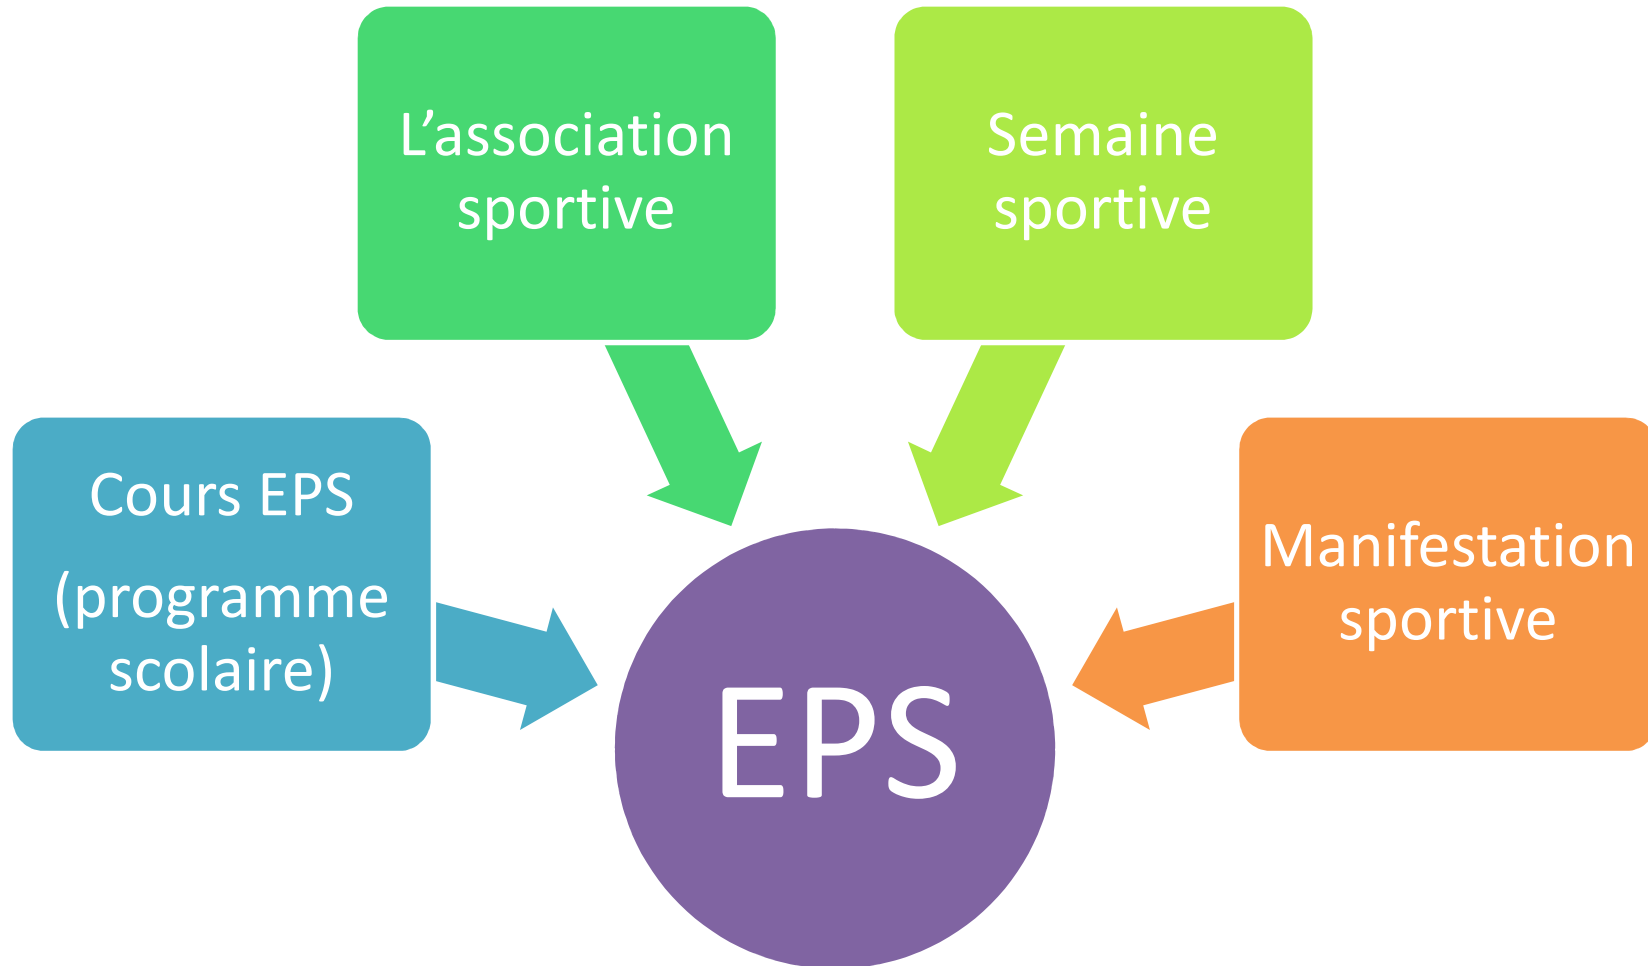 L’association
sportive
Semaine
sportive
Cours EPS
(programme
scolaire)
Manifestation
sportive
EPS